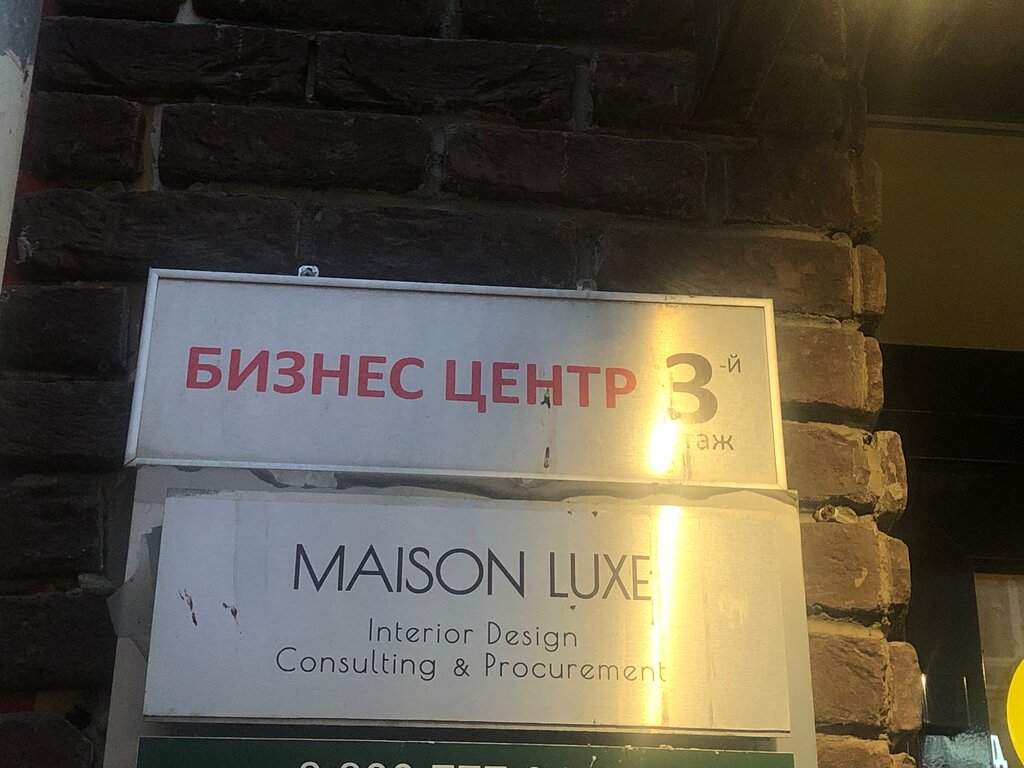 БИЗНЕС ЦЕНТР 3-й
этаж
MAISON LUXE
Interior Design
Consulting & Procurement